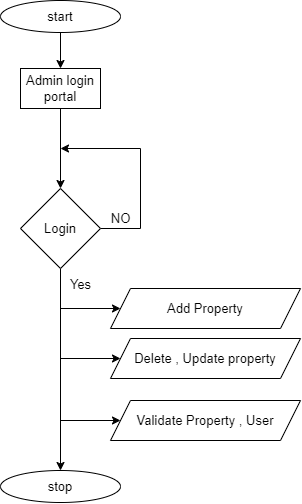 start
Admin login
portal
NO
Login
Yes
Add Property
Delete , Update property
Validate Property , User
stop